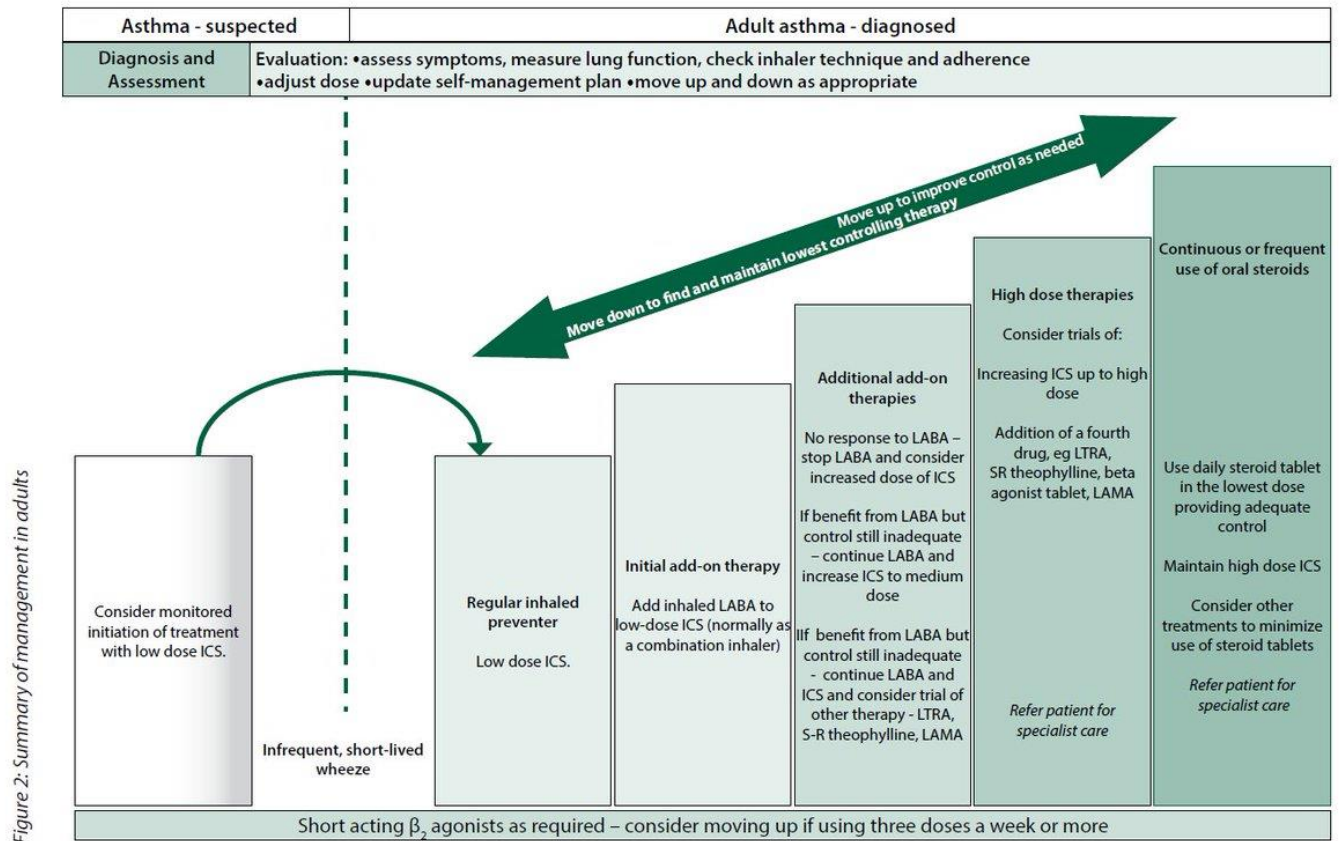 Asthma - suspected
Adult asthma - diagnosed
Diagnosis and
Assessment
Evaluation: •assess symptoms, measure lung function, check inhaler technique and adherence
•adjust dose •update self-management plan •move up and down as appropriate
Move up to improve control as needed
Move down to find and maintain lowest controlling therapy
Consider monitored
initiation of treatment
with low dose ICS.
Infrequent, short-lived
wheeze
Regular inhaled
preventer
Low dose ICS.
Initial add-on therapy
Add inhaled LABA to
low-dose ICS (normally as
a combination inhaler)
Additional add-on
therapies
No response to LABA –
stop LABA and consider
increased dose of ICS
If benefit from LABA but
control still inadequate
– continue LABA and
increase ICS to medium
dose
IIf benefit from LABA but
control still inadequate
- continue LABA and
ICS and consider trial of
other therapy - LTRA,
S-R theophylline, LAMA
High dose therapies
Consider trials of:
Increasing ICS up to high
dose
Addition of a fourth
drug, eg LTRA,
SR theophylline, beta
agonist tablet, LAMA
Refer patient for
specialist care
Continuous or frequent
use of oral steroids
Use daily steroid tablet
in the lowest dose
providing adequate
control
Maintain high dose ICS
Consider other
treatments to minimize
use of steroid tablets
Refer patient for
specialist care
Short acting β₂ agonists as required – consider moving up if using three doses a week or more
Figure 2: Summary of management in adults